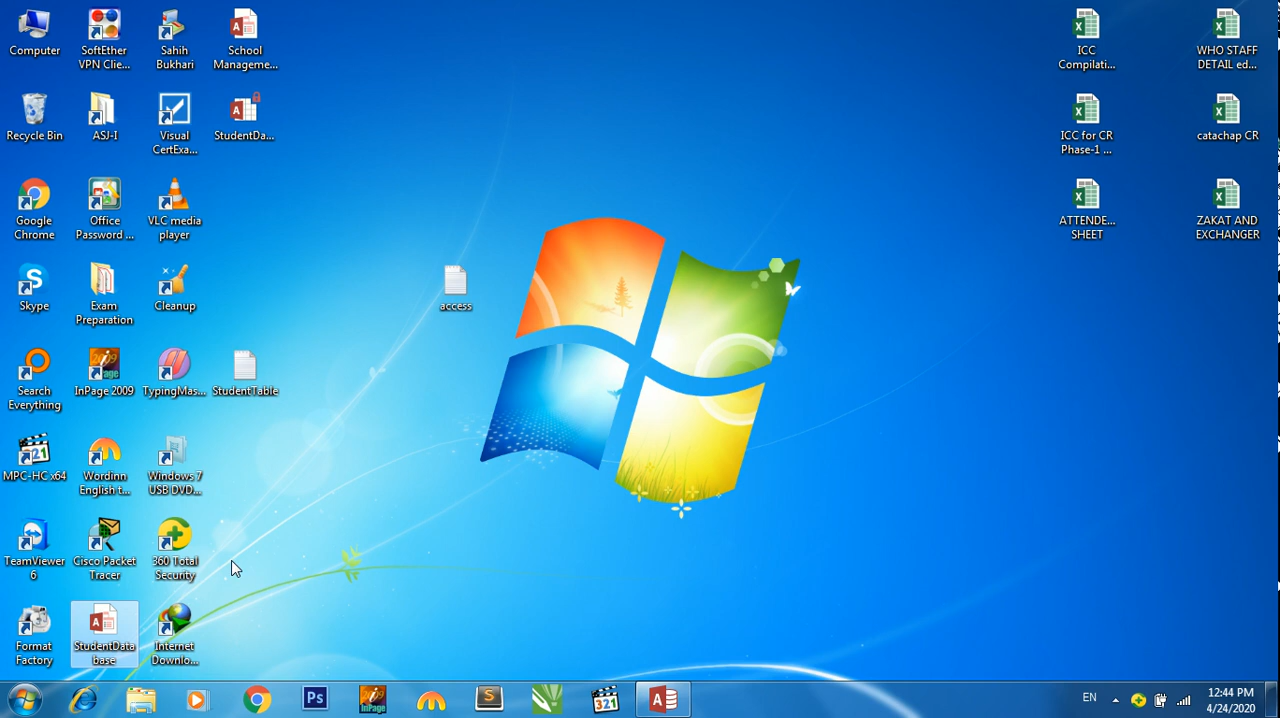 Computer
SoftEther
VPN Clie...
Sahih
Bukhari
School
Manageme...
ICC
Compilati...
WHO STAFF
DETAIL ed...
Recycle Bin
ASJ-I
Visual
CertExa...
StudentDa...
ICC for CR
Phase-1 ...
catachap CR
Google
Chrome
Office
Password ...
VLC media
player
ATTENDE...
SHEET
ZAKAT AND
EXCHANGER
Skype
Exam
Preparation
Cleanup
access
Search
Everything
InPage 2009
TypingMas...
StudentTable
MPC-HC x64
Wordinn
English t...
Windows 7
USB DVD...
TeamViewer
6
Cisco Packet
Tracer
360 Total
Security
Format
Factory
StudentData
base
Internet
Downlo...
Ps
InPage
321
EN
12:44 PM
4/24/2020